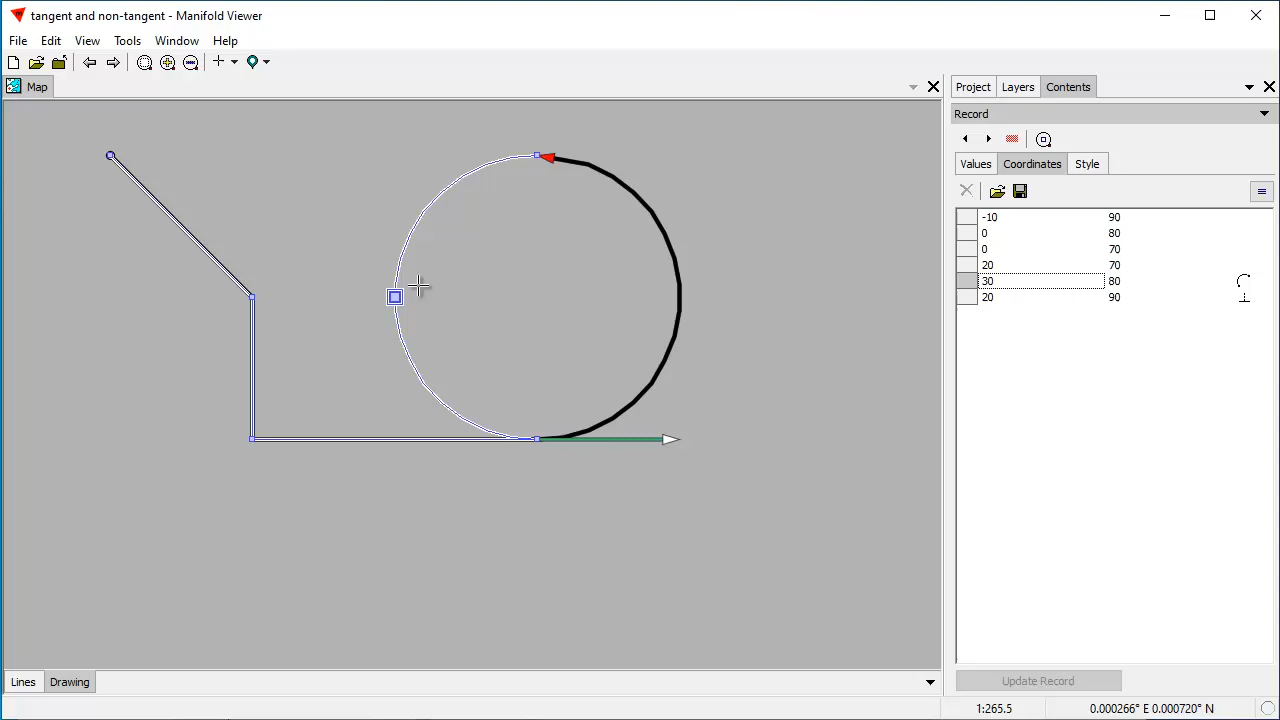 tangent and non-tangent - Manifold Viewer
File Edit View Tools Window Help
Map
Project Layers Contents
Record
Values Coordinates Style
-10 90
0 80
0 70
20 70
30 80
20 90
Update Record
Lines Drawing
1:265.5 0.000266° E 0.000720° N